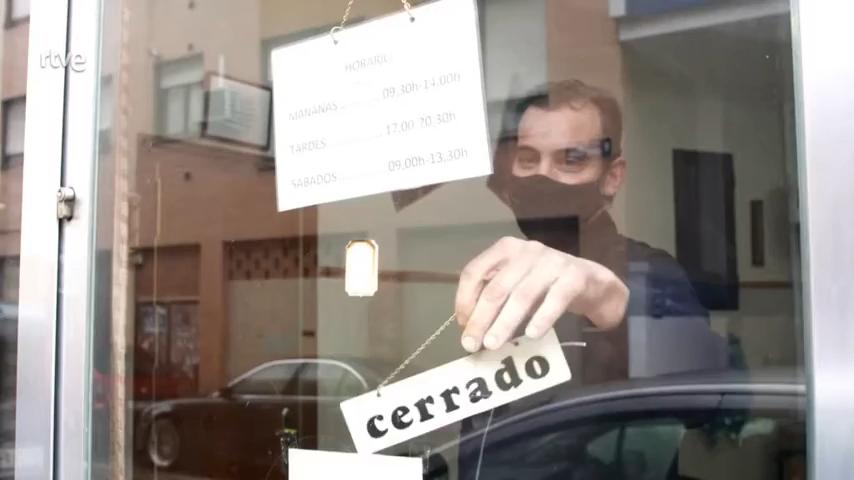 rtve
HORARIO
MAÑANAS............09.30h-14.00h
TARDES................17.00-20.30h
SABADOS............09.00h-13.30h
cerrado